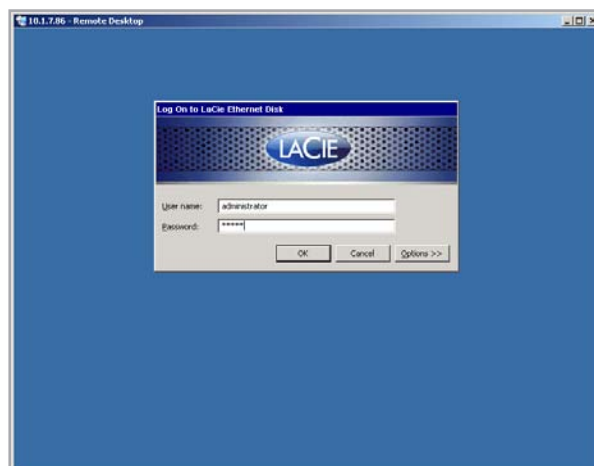 10.1.7.86 - Remote Desktop
Log On to LaCie Ethernet Disk
LACIE
User name: administrator
Password: *****
OK Cancel Options >>